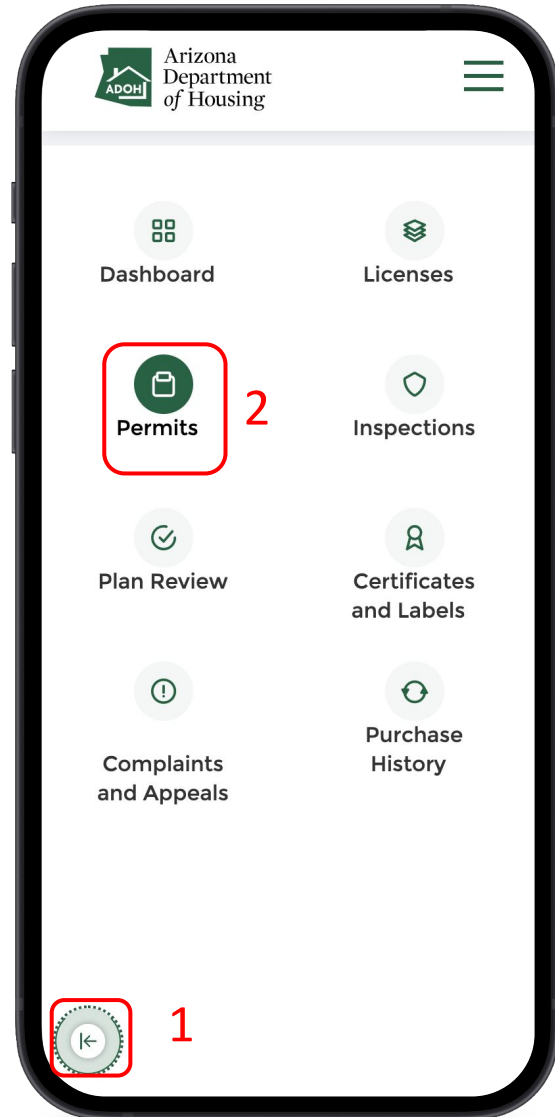 Arizona
Department
of Housing
ADOH
Dashboard
Licenses
Permits
2
Inspections
Plan Review
Certificates
and Labels
Complaints
and Appeals
Purchase
History
1